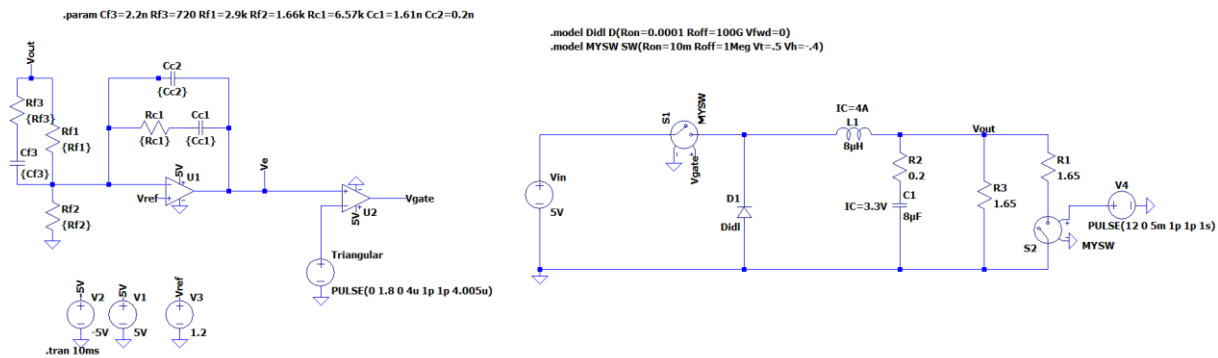 .param Cf3=2.2n Rf3=720 Rf1=2.9k Rf2=1.66k Rc1=6.57k Cc1=1.61n Cc2=0.2n
.model Didl D(Ron=0.0001 Roff=100G Vfwd=0)
.model MYSW SW(Ron=10m Roff=1Meg Vt=.5 Vh=-.4)
Vout
Rf3
{Rf3}
Cf3
{Cf3}
Rf1
{Rf1}
Rf2
{Rf2}
Cc2
{Cc2}
Rc1
{Rc1}
Cc1
{Cc1}
5V
U1
Vref
Ve
U2
5V
Vgate
Triangular
PULSE(0 1.8 0 4u 1p 1p 4.005u)
-5V
V2
-5V
5V
V1
5V
Vref
V3
1.2
.tran 10ms
Vin
5V
S1
MYSW
Vgate
D1
Didl
IC=4A
L1
8µH
R2
0.2
C1
IC=3.3V
8µF
Vout
R3
1.65
R1
1.65
V4
PULSE(12 0 5m 1p 1p 1s)
S2
MYSW